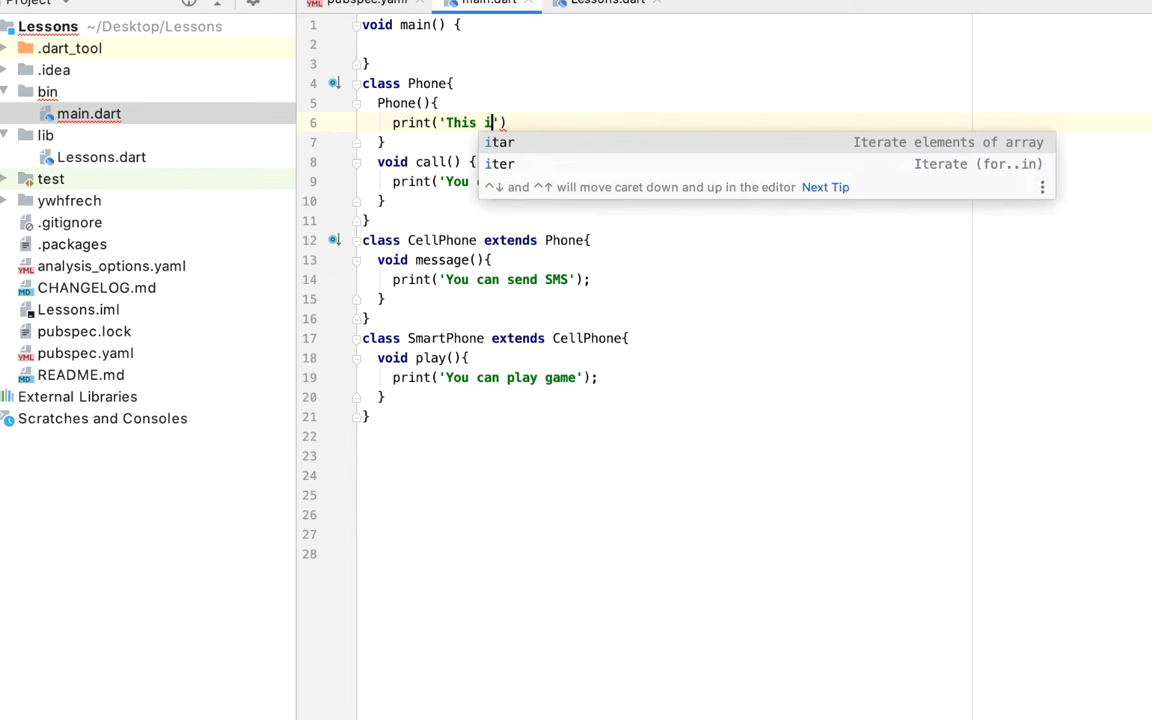 Project
pubspec.yaml
main.dart
Lessons.dart
Lessons ~/Desktop/Lessons
.dart_tool
.idea
bin
main.dart
lib
Lessons.dart
test
ywhfrech
.gitignore
.packages
analysis_options.yaml
CHANGELOG.md
Lessons.iml
pubspec.lock
pubspec.yaml
README.md
External Libraries
Scratches and Consoles
1 void main() {
2
3 }
4 class Phone{
5 Phone(){
6 print('This i')
7 }
8 void call() {
9 print('You
10 }
11 }
12 class CellPhone extends Phone{
13 void message(){
14 print('You can send SMS');
15 }
16 }
17 class SmartPhone extends CellPhone{
18 void play(){
19 print('You can play game');
20 }
21 }
22
23
24
25
26
27
28
itar Iterate elements of array
iter Iterate (for..in)
^↓ and ^↑ will move caret down and up in the editor Next Tip